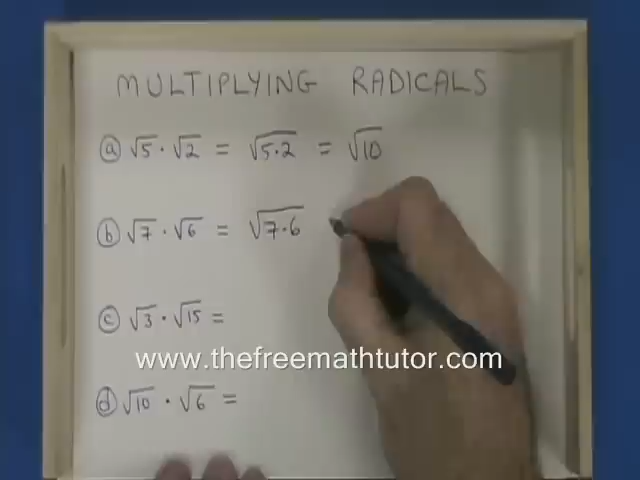 MULTIPLYING RADICALS
ⓐ √5 · √2 = √5·2 = √10
ⓑ √7 · √6 = √7·6
ⓒ √3 · √15 =
www.thefreemathtutor.com
ⓓ √10 · √6 =